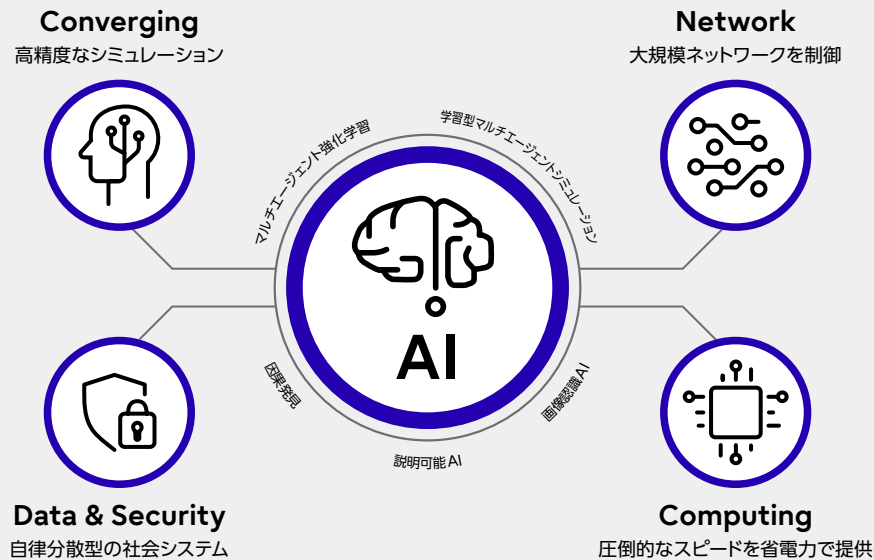 Converging
高精度なシミュレーション
Network
大規模ネットワークを制御
マルチエージェント強化学習
学習型マルチエージェントシミュレーション
AI
因果発見
画像認識AI
説明可能AI
Data & Security
自律分散型の社会システム
Computing
圧倒的なスピードを省電力で提供